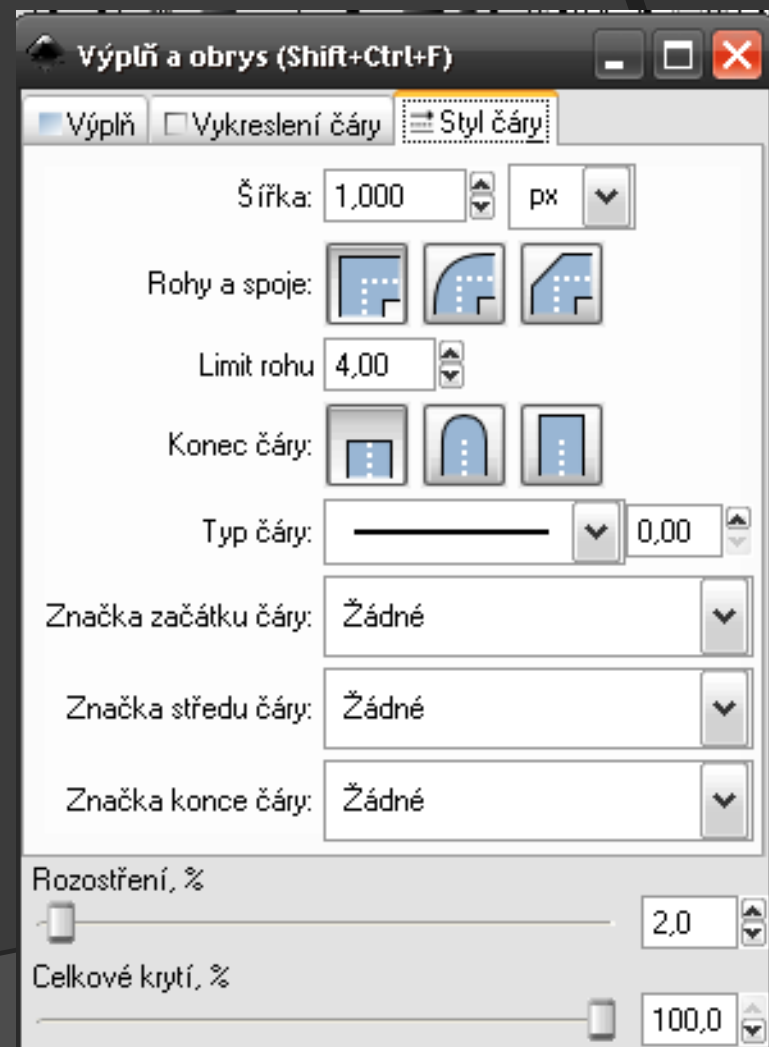 Výplň a obrys (Shift+Ctrl+F)
Výplň Vykreslení čáry Styl čáry
Šířka: 1,000 px
Rohy a spoje:
Limit rohu 4,00
Konec čáry:
Typ čáry: 0,00
Značka začátku čáry: Žádné
Značka středu čáry: Žádné
Značka konce čáry: Žádné
Rozostření, %
2,0
Celkové krytí, %
100,0